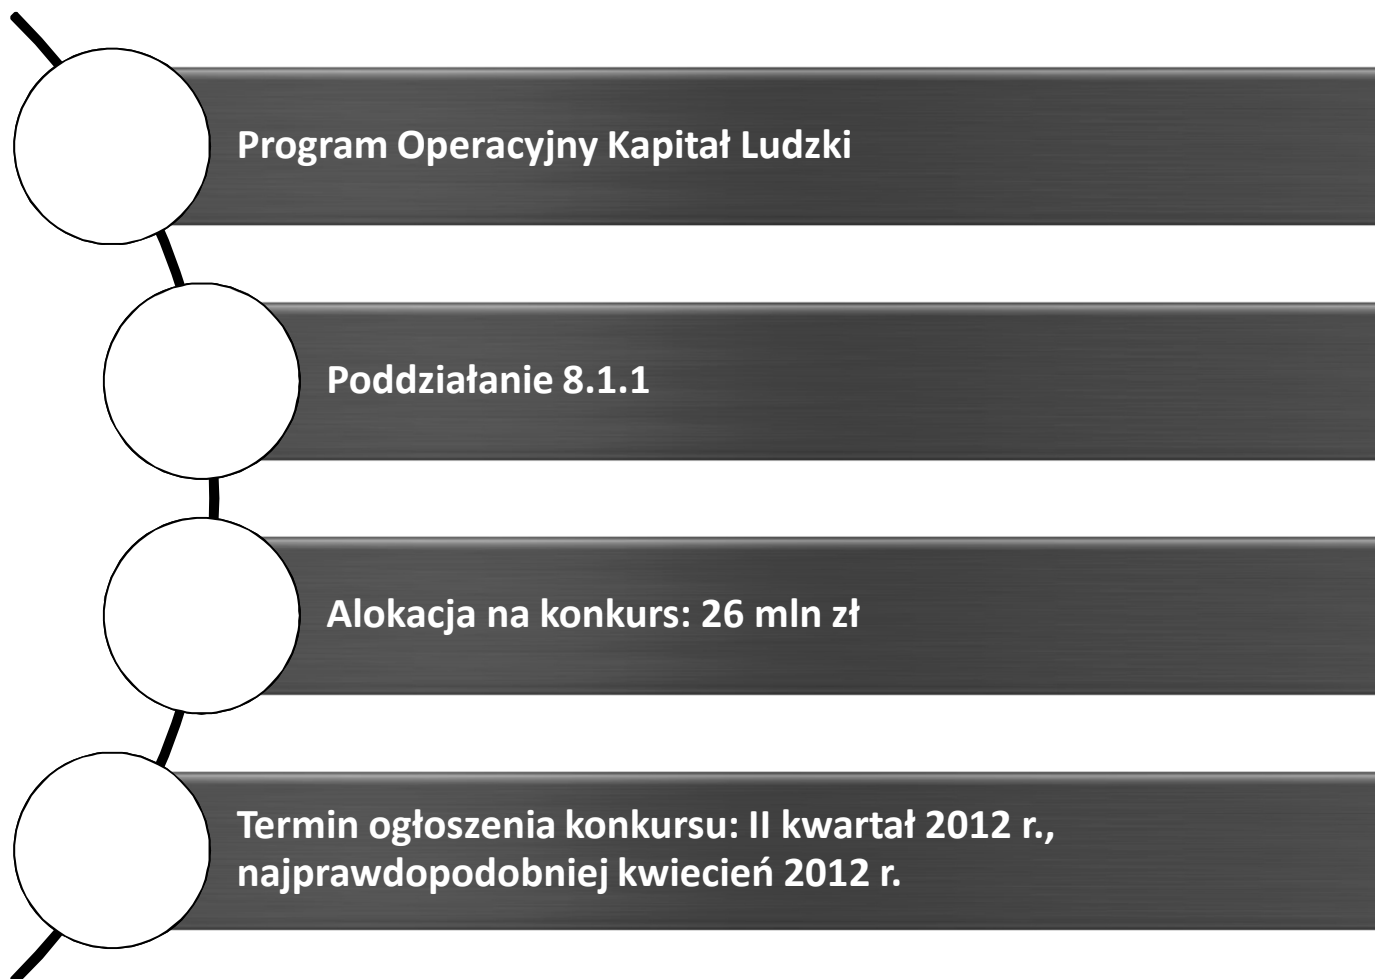 Program Operacyjny Kapitał Ludzki
Poddziałanie 8.1.1
Alokacja na konkurs: 26 mln zł
Termin ogłoszenia konkursu: II kwartał 2012 r.,
najprawdopodobniej kwiecień 2012 r.